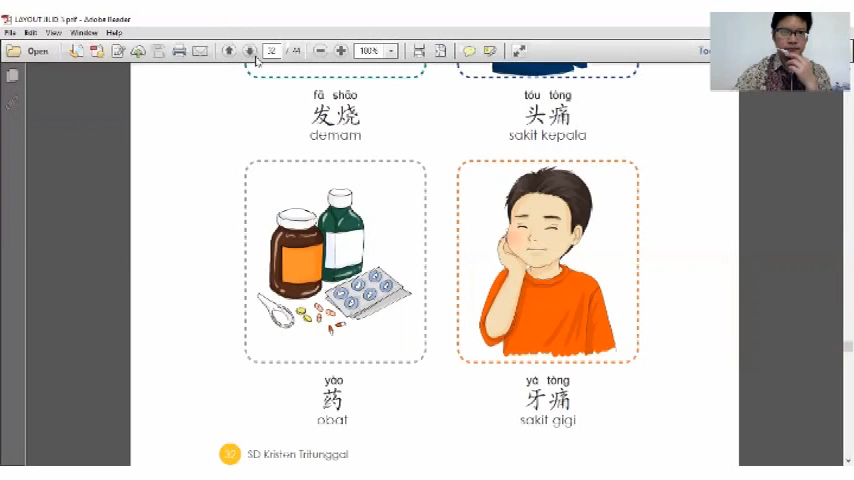 LAYOUT JILID 3.pdf - Adobe Reader
File Edit View Window Help
Open 32 / 44 100%
fā shāo
发烧
demam
tóu tòng
头痛
sakit kepala
yào
药
obat
yá tòng
牙痛
sakit gigi
32 SD Kristen Tritunggal